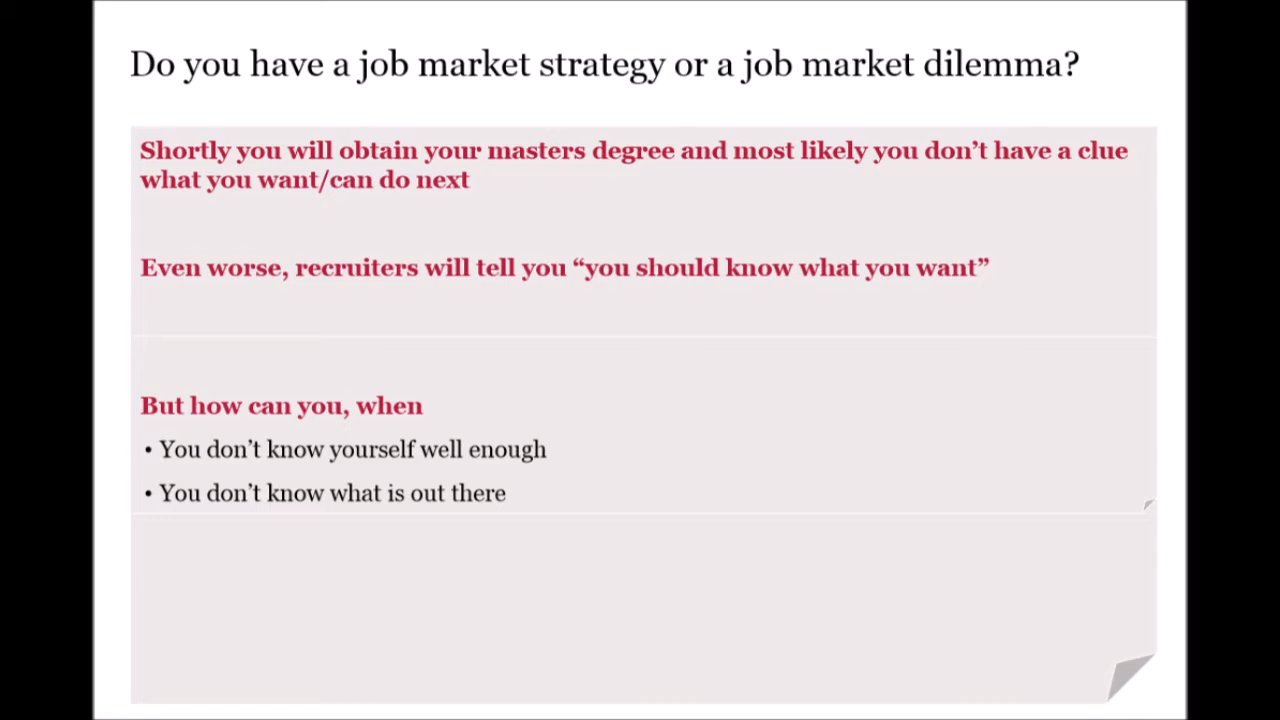 Do you have a job market strategy or a job market dilemma?
Shortly you will obtain your masters degree and most likely you don’t have a clue
what you want/can do next
Even worse, recruiters will tell you “you should know what you want”
But how can you, when
• You don’t know yourself well enough
• You don’t know what is out there